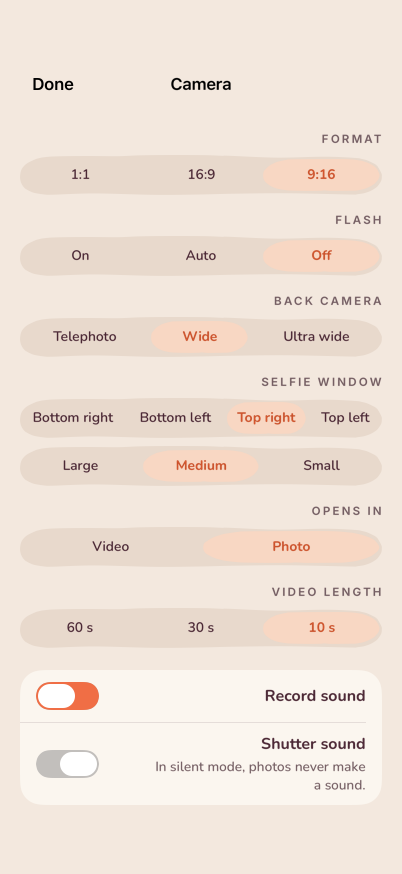 Done
Camera
FORMAT
1:1 16:9 9:16
FLASH
On Auto Off
BACK CAMERA
Telephoto Wide Ultra wide
SELFIE WINDOW
Bottom right Bottom left Top right Top left
Large Medium Small
OPENS IN
Video Photo
VIDEO LENGTH
60 s 30 s 10 s
Record sound
Shutter sound
In silent mode, photos never make
a sound.